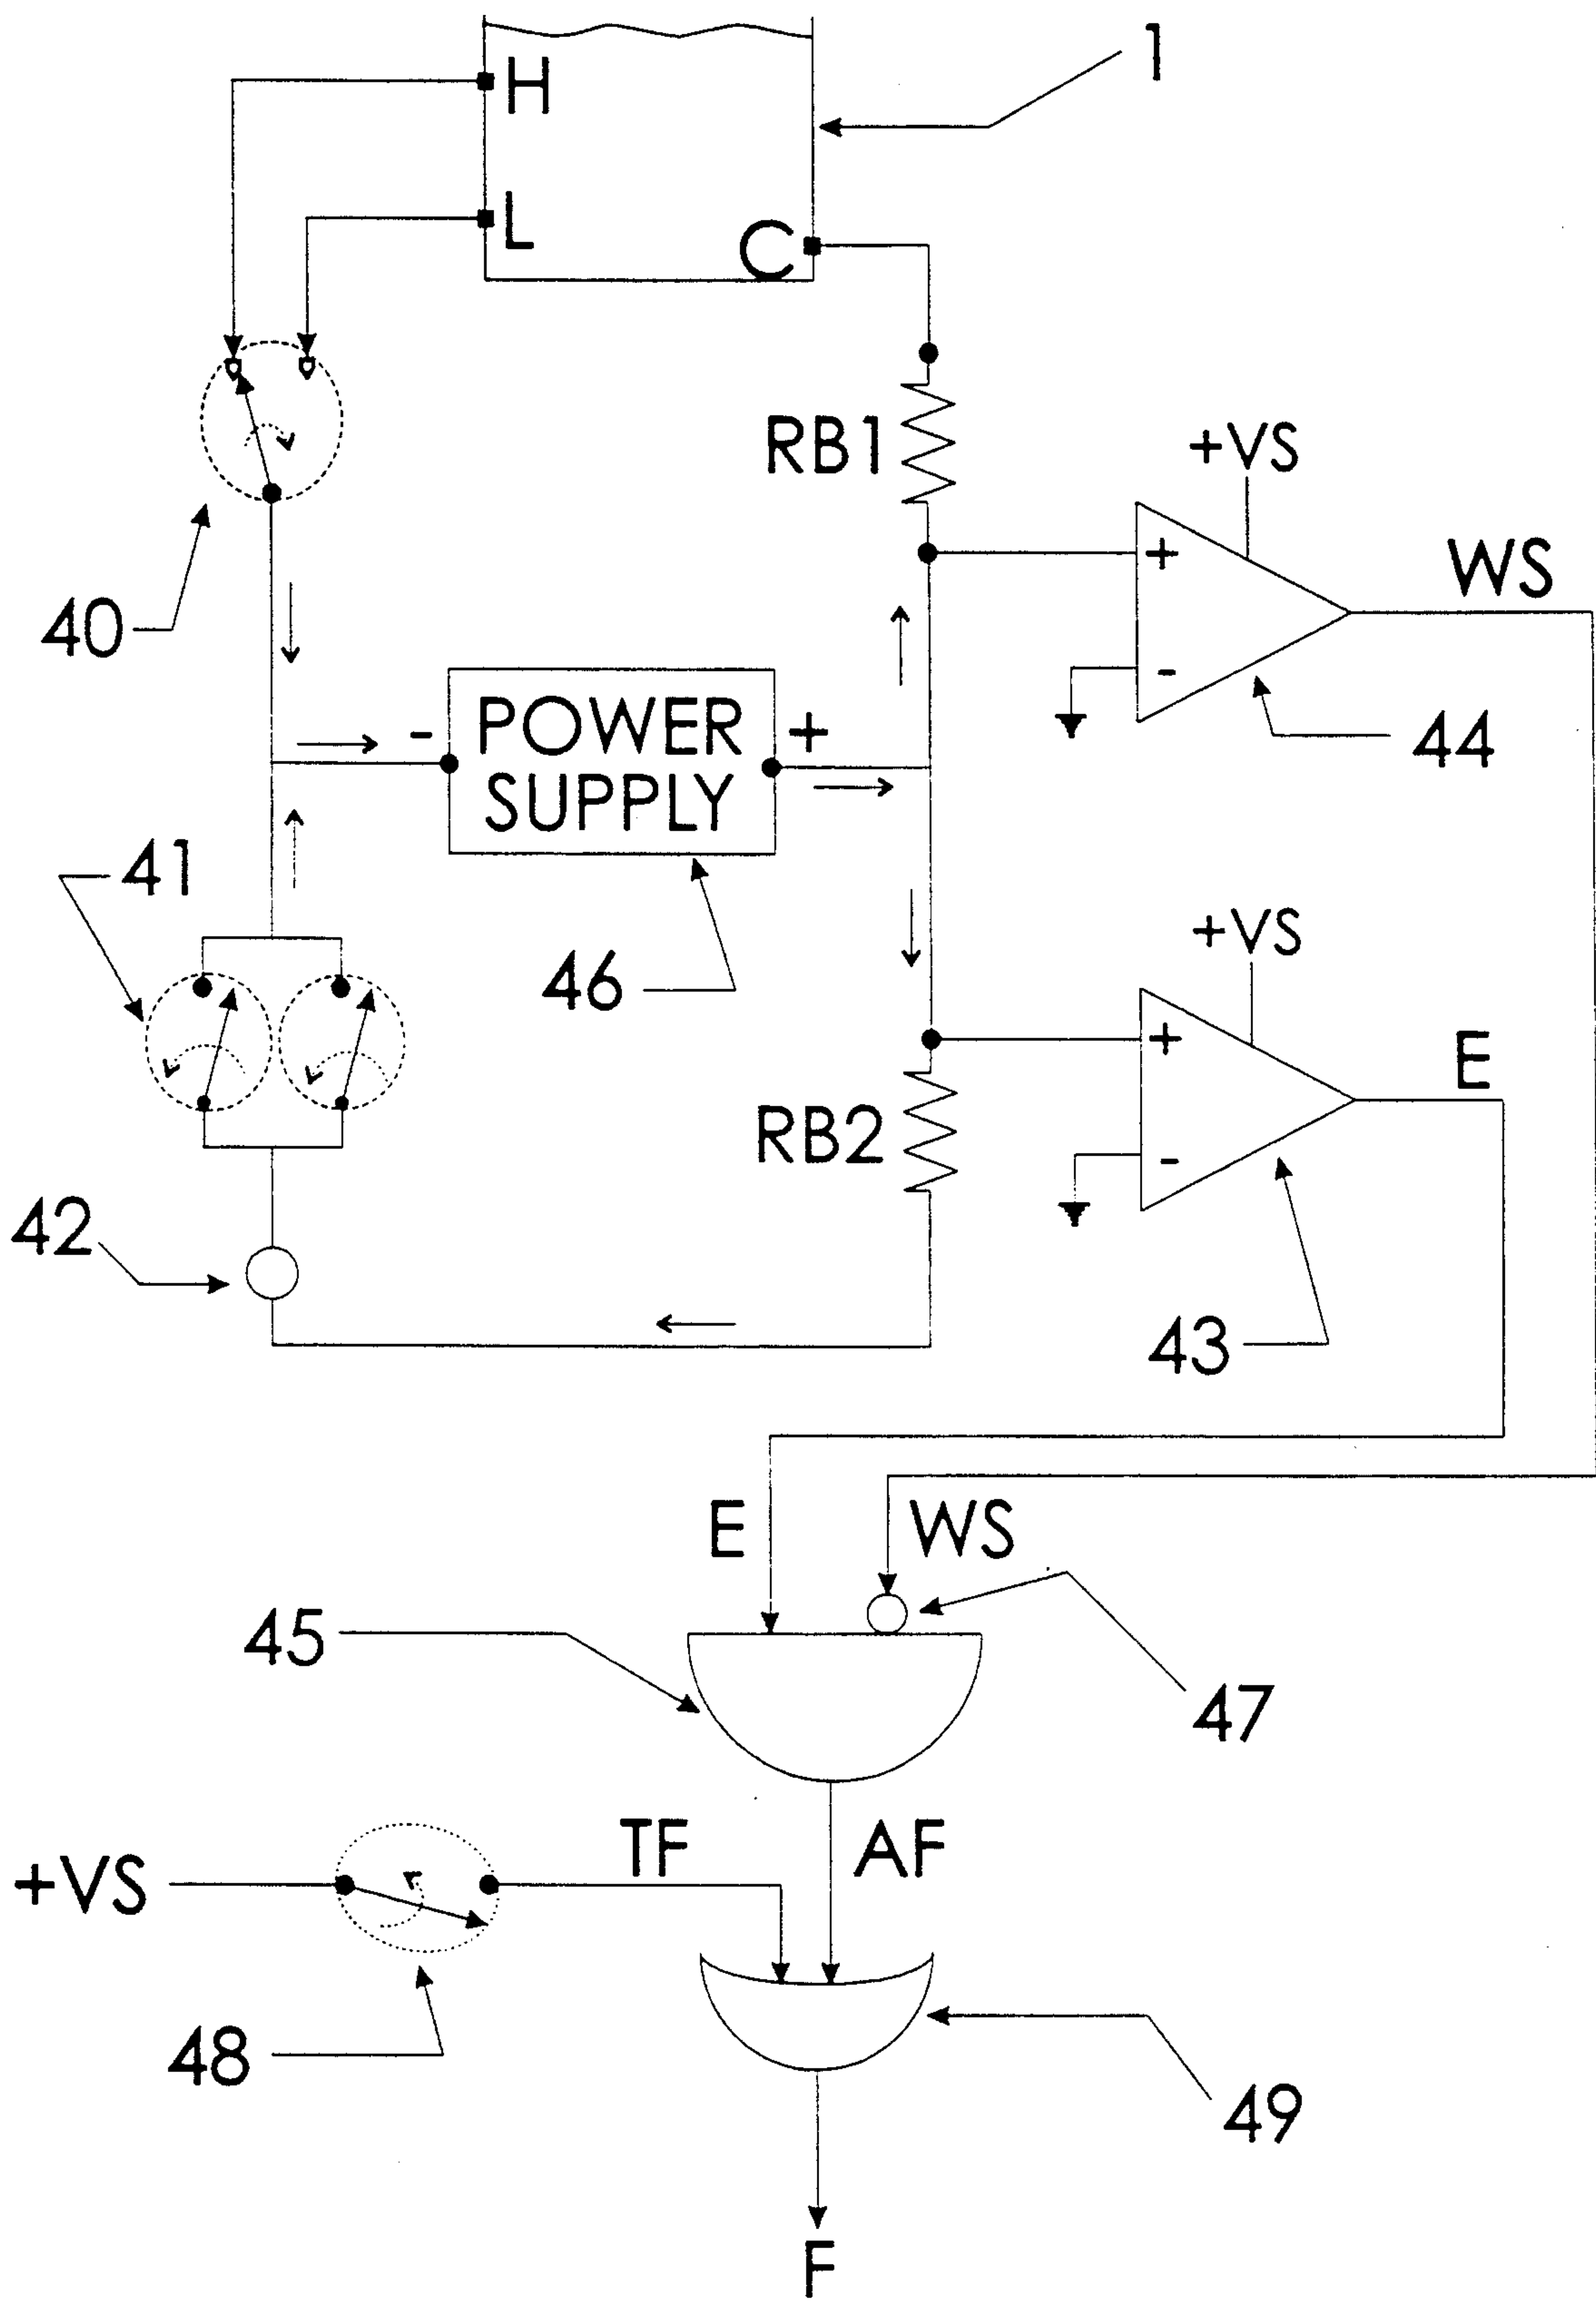 1
H
L
C
RB1
+VS
+
WS
-
40
44
- POWER +
SUPPLY
41
46
+VS
+
E
RB2
-
42
43
E
WS
45
47
TF
AF
+VS
48
49
F